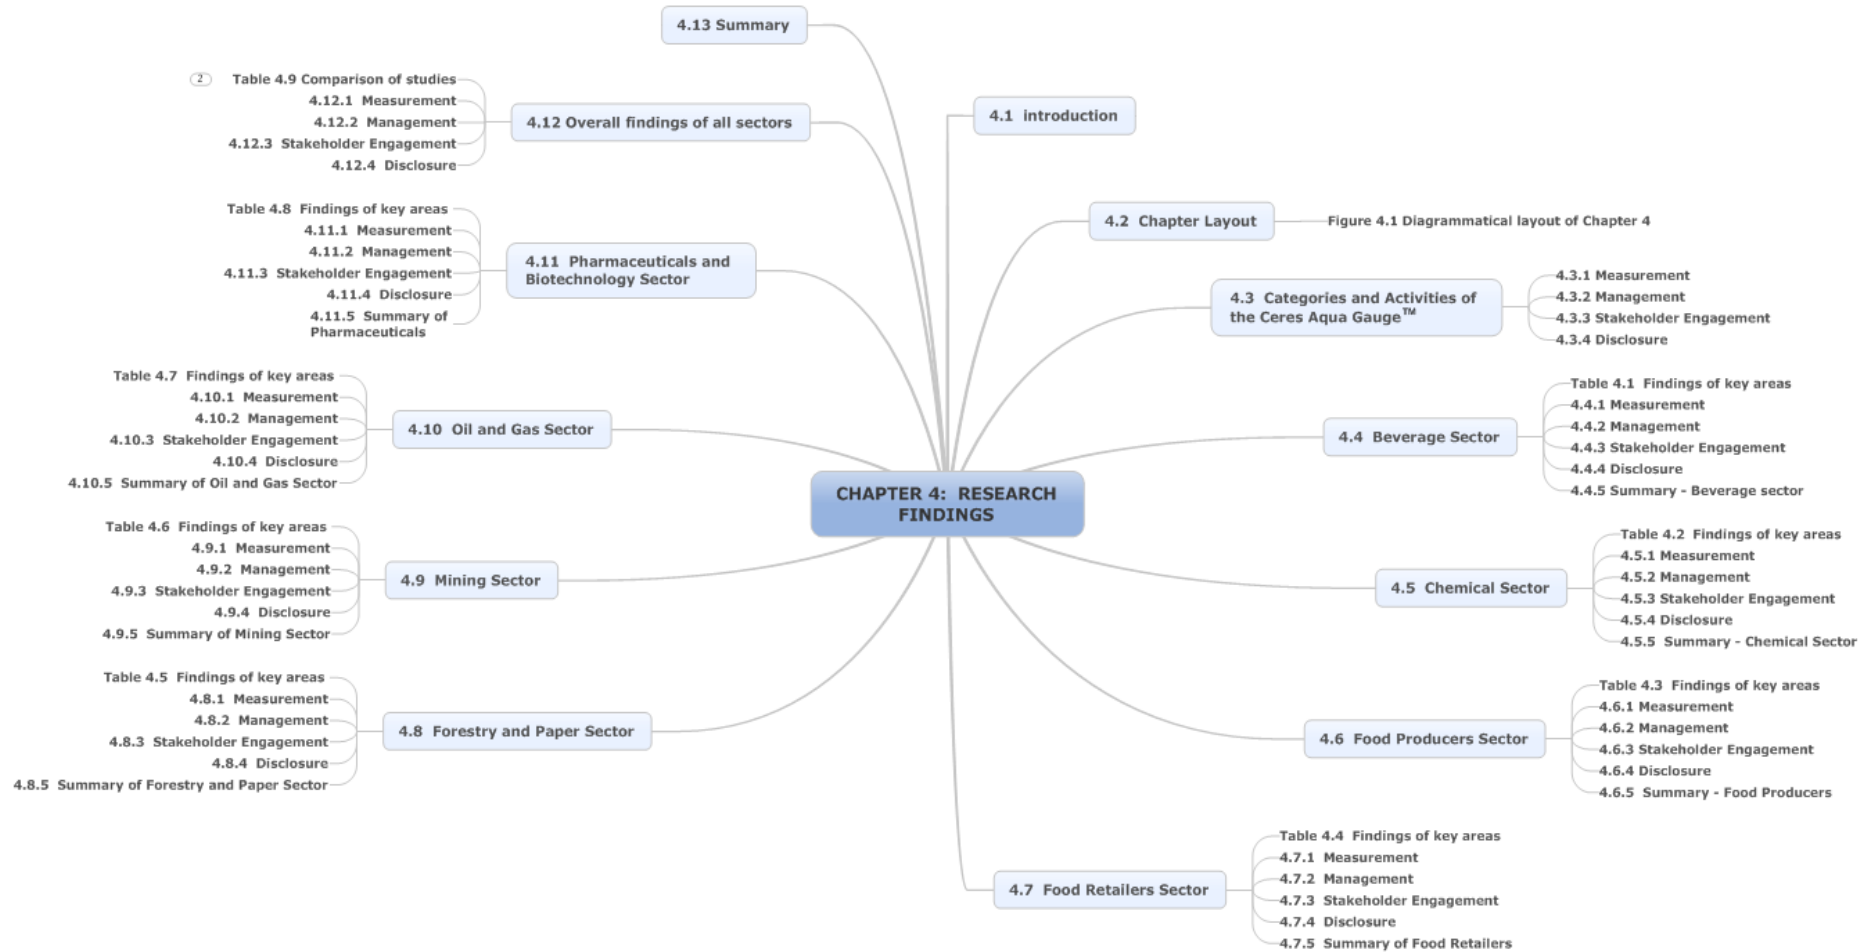 CHAPTER 4: RESEARCH
FINDINGS
4.1 introduction
4.2 Chapter Layout
Figure 4.1 Diagrammatical layout of Chapter 4
4.3 Categories and Activities of
the Ceres Aqua Gauge™
4.3.1 Measurement
4.3.2 Management
4.3.3 Stakeholder Engagement
4.3.4 Disclosure
4.4 Beverage Sector
Table 4.1 Findings of key areas
4.4.1 Measurement
4.4.2 Management
4.4.3 Stakeholder Engagement
4.4.4 Disclosure
4.4.5 Summary - Beverage sector
4.5 Chemical Sector
Table 4.2 Findings of key areas
4.5.1 Measurement
4.5.2 Management
4.5.3 Stakeholder Engagement
4.5.4 Disclosure
4.5.5 Summary - Chemical Sector
4.6 Food Producers Sector
Table 4.3 Findings of key areas
4.6.1 Measurement
4.6.2 Management
4.6.3 Stakeholder Engagement
4.6.4 Disclosure
4.6.5 Summary - Food Producers
4.7 Food Retailers Sector
Table 4.4 Findings of key areas
4.7.1 Measurement
4.7.2 Management
4.7.3 Stakeholder Engagement
4.7.4 Disclosure
4.7.5 Summary of Food Retailers
4.8 Forestry and Paper Sector
Table 4.5 Findings of key areas
4.8.1 Measurement
4.8.2 Management
4.8.3 Stakeholder Engagement
4.8.4 Disclosure
4.8.5 Summary of Forestry and Paper Sector
4.9 Mining Sector
Table 4.6 Findings of key areas
4.9.1 Measurement
4.9.2 Management
4.9.3 Stakeholder Engagement
4.9.4 Disclosure
4.9.5 Summary of Mining Sector
4.10 Oil and Gas Sector
Table 4.7 Findings of key areas
4.10.1 Measurement
4.10.2 Management
4.10.3 Stakeholder Engagement
4.10.4 Disclosure
4.10.5 Summary of Oil and Gas Sector
4.11 Pharmaceuticals and
Biotechnology Sector
Table 4.8 Findings of key areas
4.11.1 Measurement
4.11.2 Management
4.11.3 Stakeholder Engagement
4.11.4 Disclosure
4.11.5 Summary of
Pharmaceuticals
4.12 Overall findings of all sectors
2 Table 4.9 Comparison of studies
4.12.1 Measurement
4.12.2 Management
4.12.3 Stakeholder Engagement
4.12.4 Disclosure
4.13 Summary